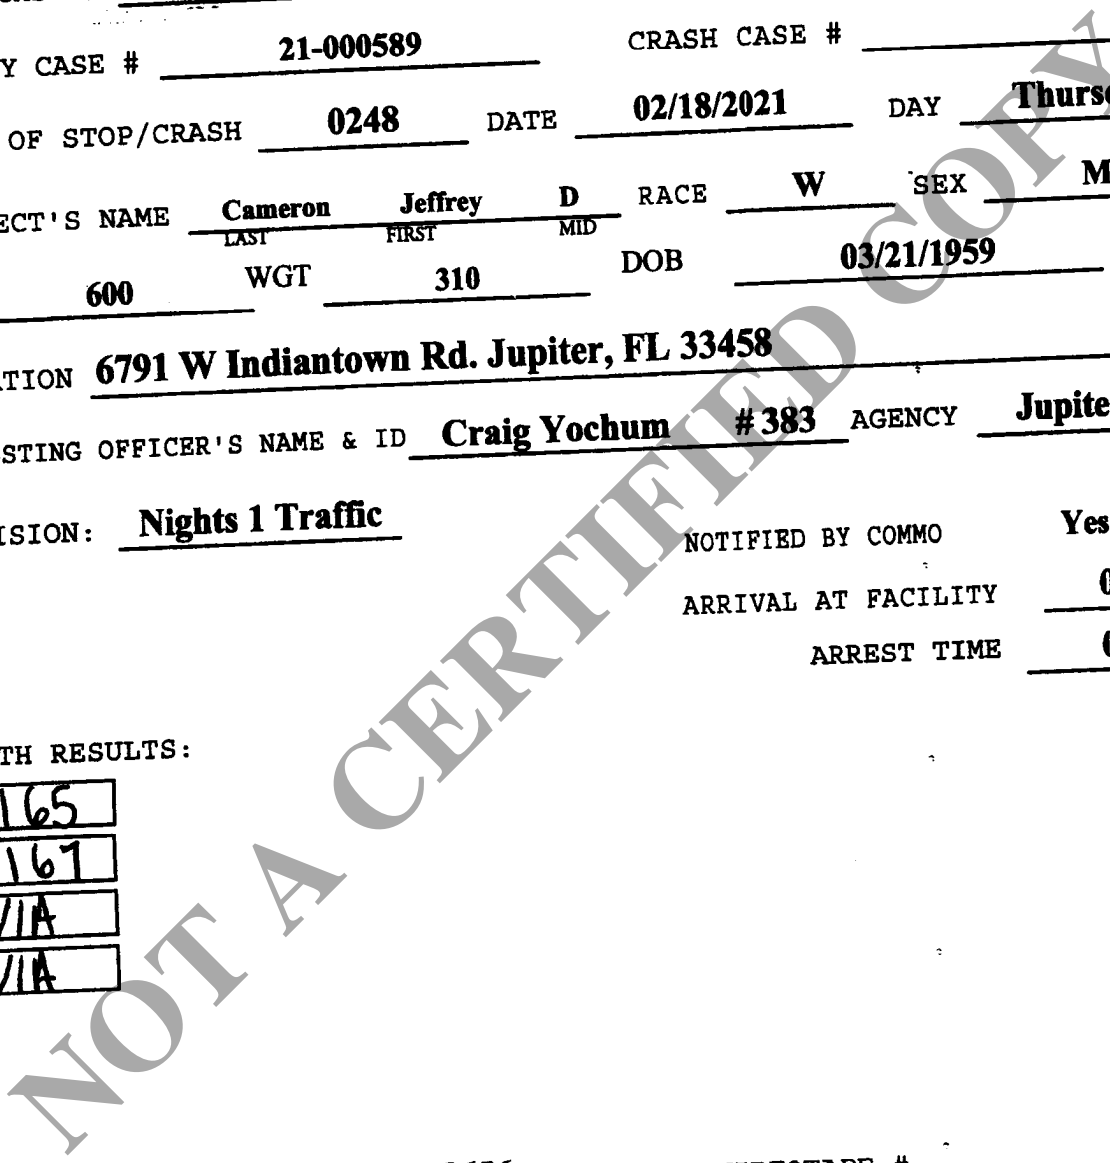 Y CASE # 21-000589 CRASH CASE #
OF STOP/CRASH 0248 DATE 02/18/2021 DAY Thurs
ECT'S NAME Cameron Jeffrey D RACE W SEX M
LAST FIRST MID
600 WGT 310 DOB 03/21/1959
TION 6791 W Indiantown Rd. Jupiter, FL 33458
STING OFFICER'S NAME & ID Craig Yochum #383 AGENCY Jupite
ISION: Nights 1 Traffic
NOTIFIED BY COMMO Yes
ARRIVAL AT FACILITY
ARREST TIME
TH RESULTS:
165
167
/IA
/IA
NOT A CERTIFIED COPY